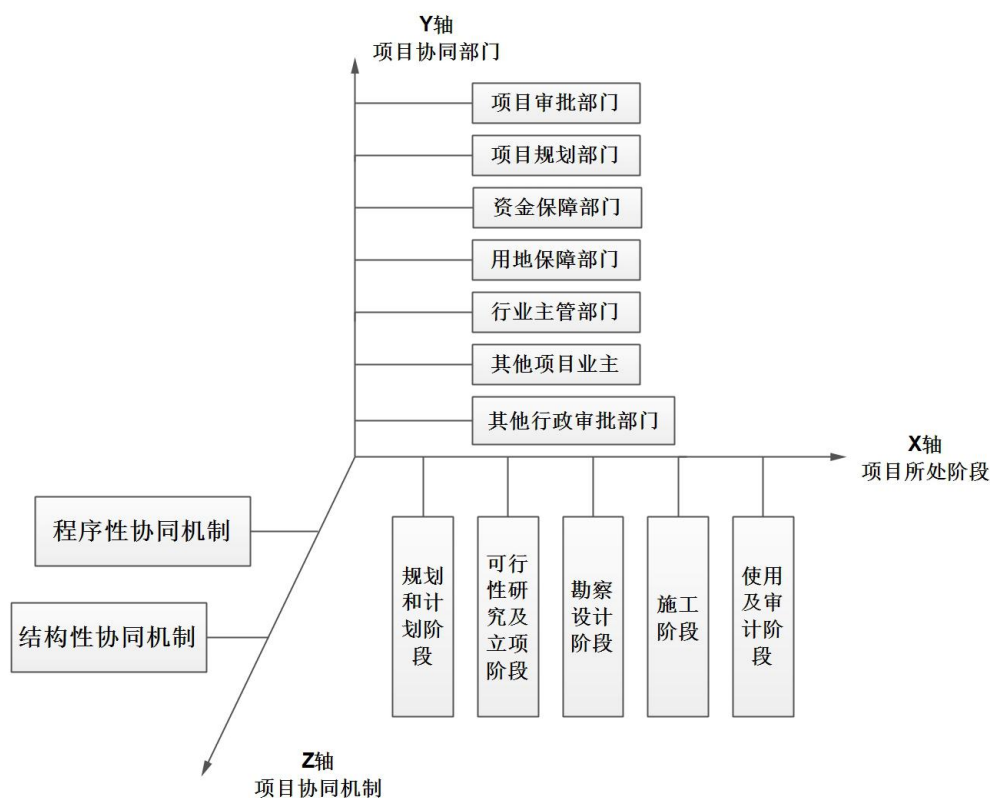 Y轴
项目协同部门
项目审批部门
项目规划部门
资金保障部门
用地保障部门
行业主管部门
其他项目业主
其他行政审批部门
X轴
项目所处阶段
程序性协同机制
结构性协同机制
规划
和计
划阶
段
可行
性研
究及
立项
阶段
勘察
设计
阶段
施工
阶段
使用
及审
计阶
段
Z轴
项目协同机制